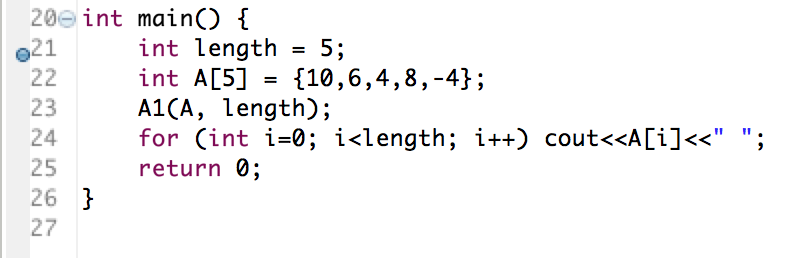 20 int main() {
21 int length = 5;
22 int A[5] = {10,6,4,8,-4};
23 A1(A, length);
24 for (int i=0; i<length; i++) cout<<A[i]<<" ";
25 return 0;
26 }
27